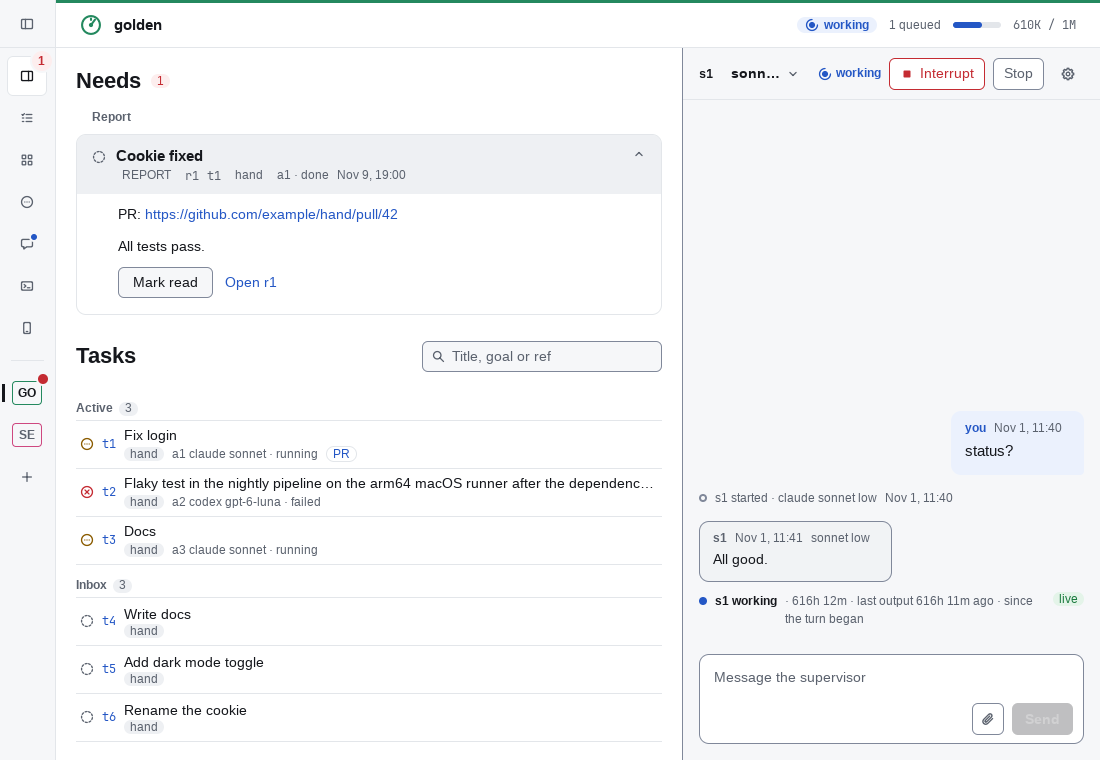 golden
working
1 queued
610K / 1M
1
GO
SE
Needs 1
Report
Cookie fixed
REPORT r1 t1 hand a1 · done Nov 9, 19:00
PR: https://github.com/example/hand/pull/42
All tests pass.
Mark read
Open r1
Tasks
Title, goal or ref
Active 3
t1 Fix login
hand a1 claude sonnet · running PR
t2 Flaky test in the nightly pipeline on the arm64 macOS runner after the dependenc…
hand a2 codex gpt-6-luna · failed
t3 Docs
hand a3 claude sonnet · running
Inbox 3
t4 Write docs
hand
t5 Add dark mode toggle
hand
t6 Rename the cookie
hand
s1 sonn… working Interrupt Stop
you Nov 1, 11:40
status?
s1 started · claude sonnet low Nov 1, 11:40
s1 Nov 1, 11:41 sonnet low
All good.
s1 working · 616h 12m · last output 616h 11m ago · since
the turn began
live
Message the supervisor
Send